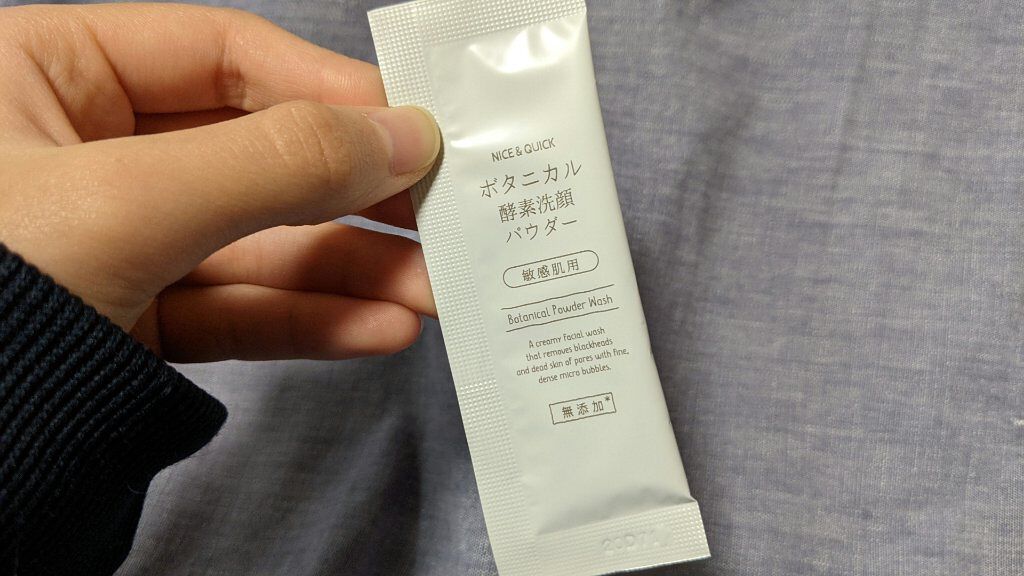 NICE & QUICK
ボタニカル
酵素洗顔
パウダー
敏感肌用
Botanical Powder Wash
A creamy facial wash
that removes blackheads
and dead skin of pores with fine,
dense micro bubbles.
無添加*